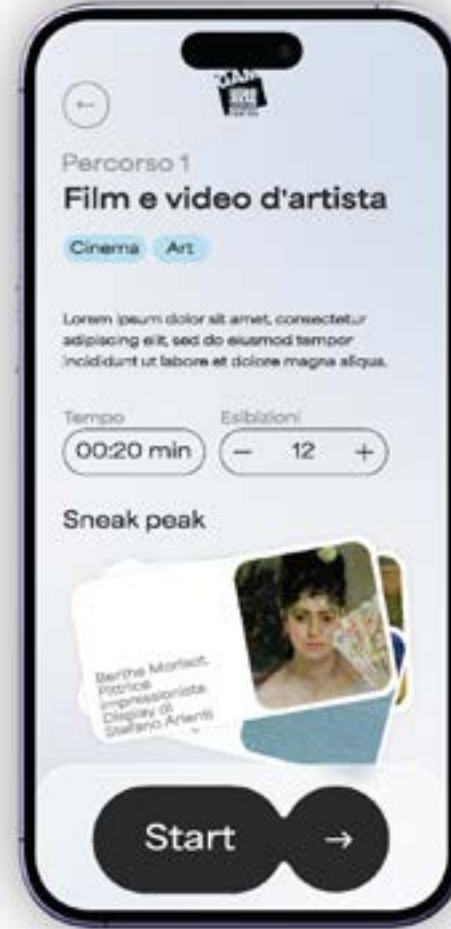 GAM
Percorso 1
Film e video d'artista
Cinema Art
Lorem ipsum dolor sit amet, consectetur
adipiscing elit, sed do eiusmod tempor
incididunt ut labore et dolore magna aliqua.
Tempo Esibizioni
00:20 min − 12 +
Sneak peak
Berthe Morisot.
Pittrice
impressionista.
Display di
Stefano Arienti
Start →